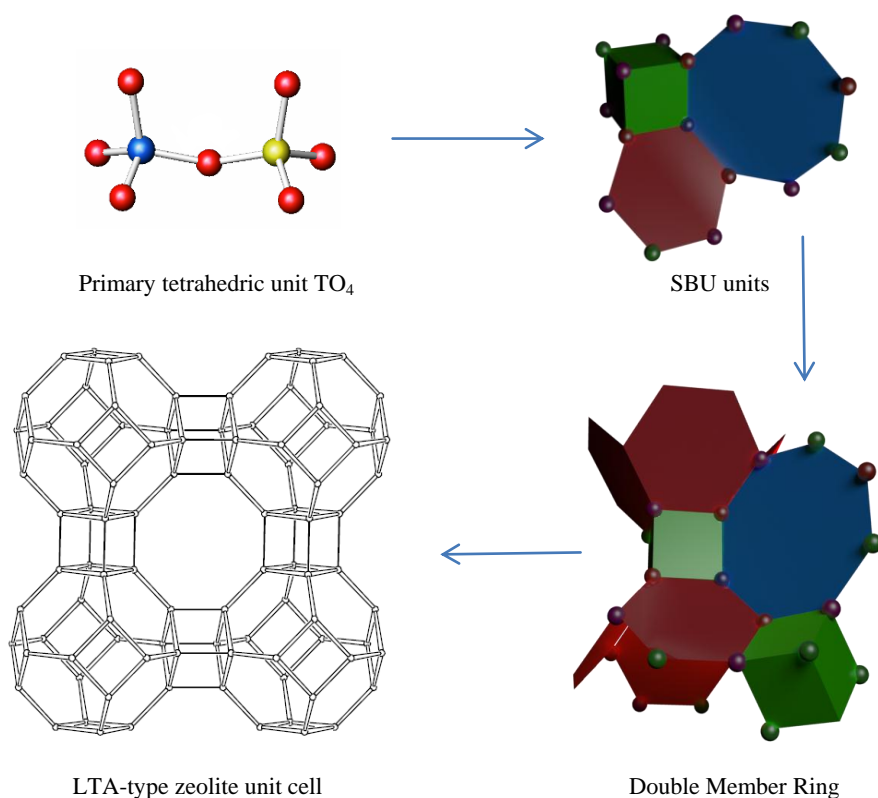 Primary tetrahedric unit TO₄
SBU units
LTA-type zeolite unit cell
Double Member Ring